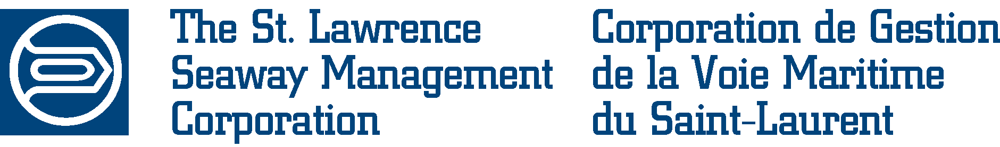 The St. Lawrence
Seaway Management
Corporation
Corporation de Gestion
de la Voie Maritime
du Saint-Laurent